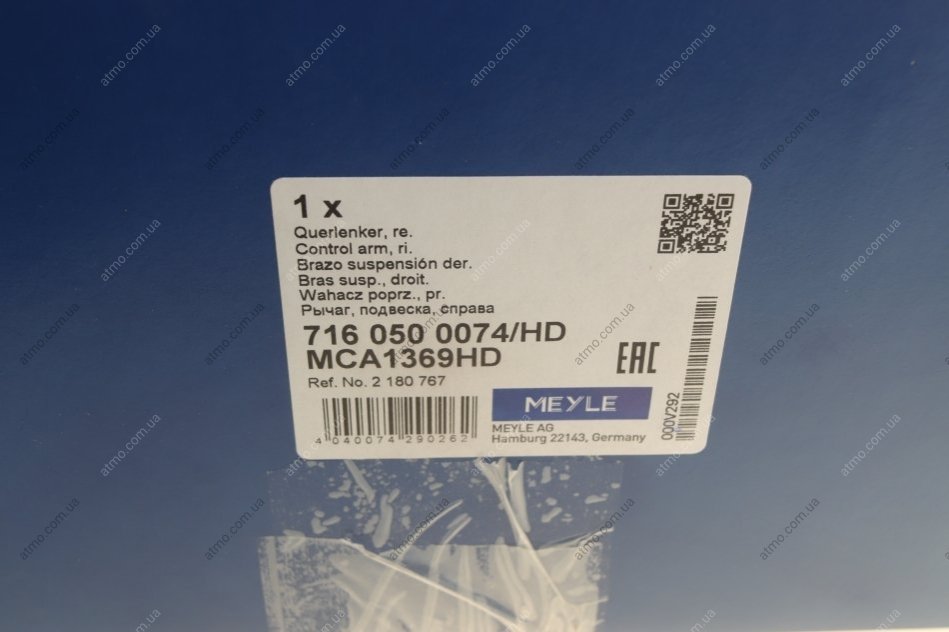 1 x
Querlenker, re.
Control arm, ri.
Brazo suspensión der.
Bras susp., droit.
Wahacz poprz., pr.
Рычаг, подвеска, справа
716 050 0074/HD
MCA1369HD
Ref. No. 2 180 767
EAC
MEYLE
MEYLE AG
Hamburg 22143, Germany
4 040074 290262
000V292
atmo.com.ua